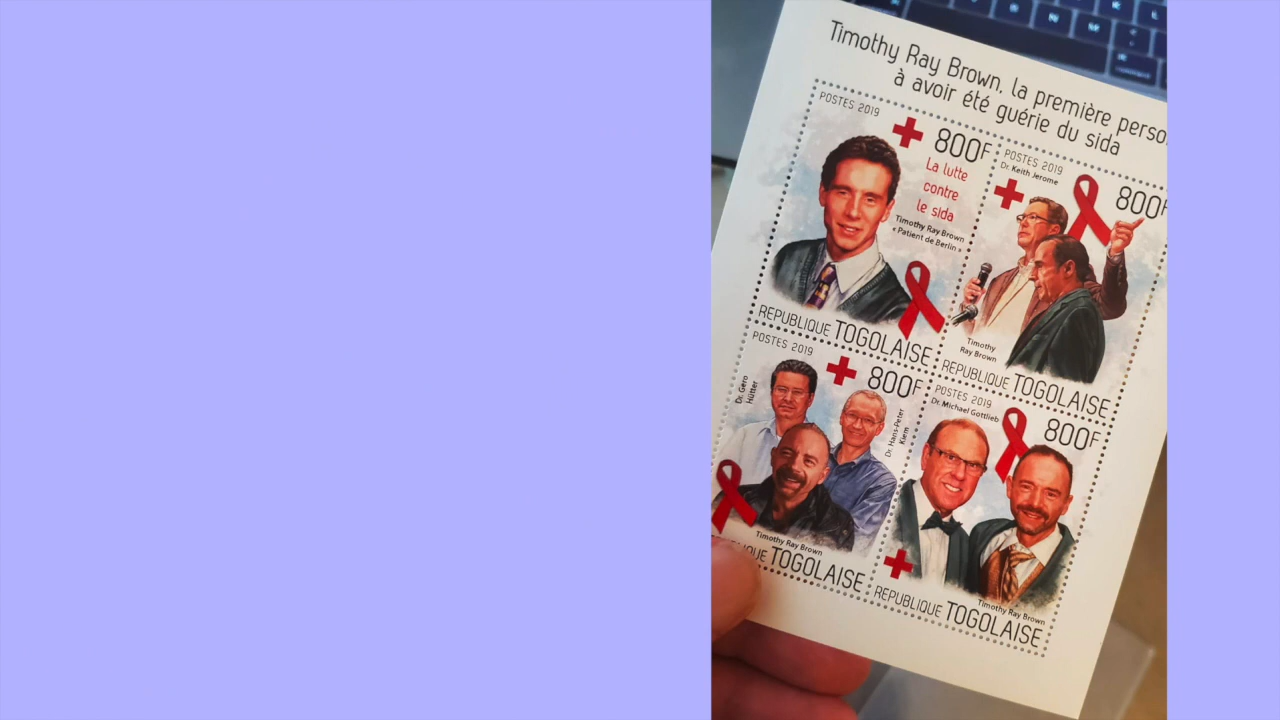 Timothy Ray Brown, la première
à avoir été guérie du sida
POSTES 2019
800F
La lutte
contre
le sida
Timothy Ray Brown
« Patient de Berlin »
REPUBLIQUE TOGOLAISE
POSTES 2019
Dr. Keith Jerome
800F
Timothy
Ray Brown
REPUBLIQUE TOGOLAISE
POSTES 2019
800F
Dr. Gero
Hütter
Dr. Hans-Peter
Kiem
Timothy Ray Brown
TOGOLAISE
POSTES 2019
Dr. Michael Gottlieb
800F
Timothy Ray Brown
REPUBLIQUE TOGOLAISE